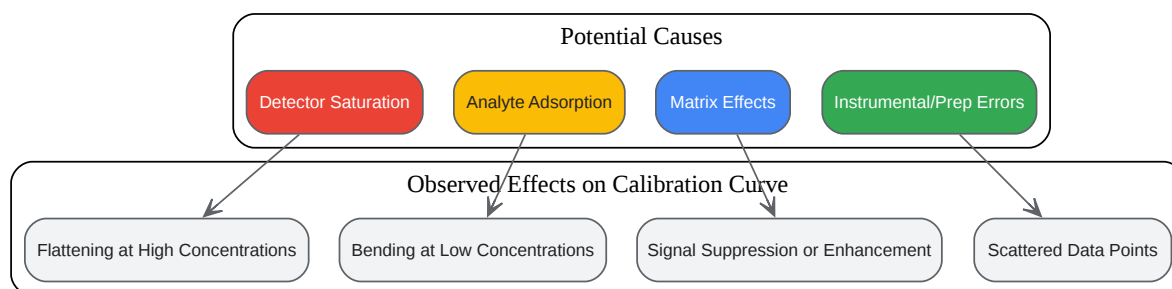 Potential Causes
Detector Saturation
Analyte Adsorption
Matrix Effects
Instrumental/Prep Errors
Observed Effects on Calibration Curve
Flattening at High Concentrations
Bending at Low Concentrations
Signal Suppression or Enhancement
Scattered Data Points